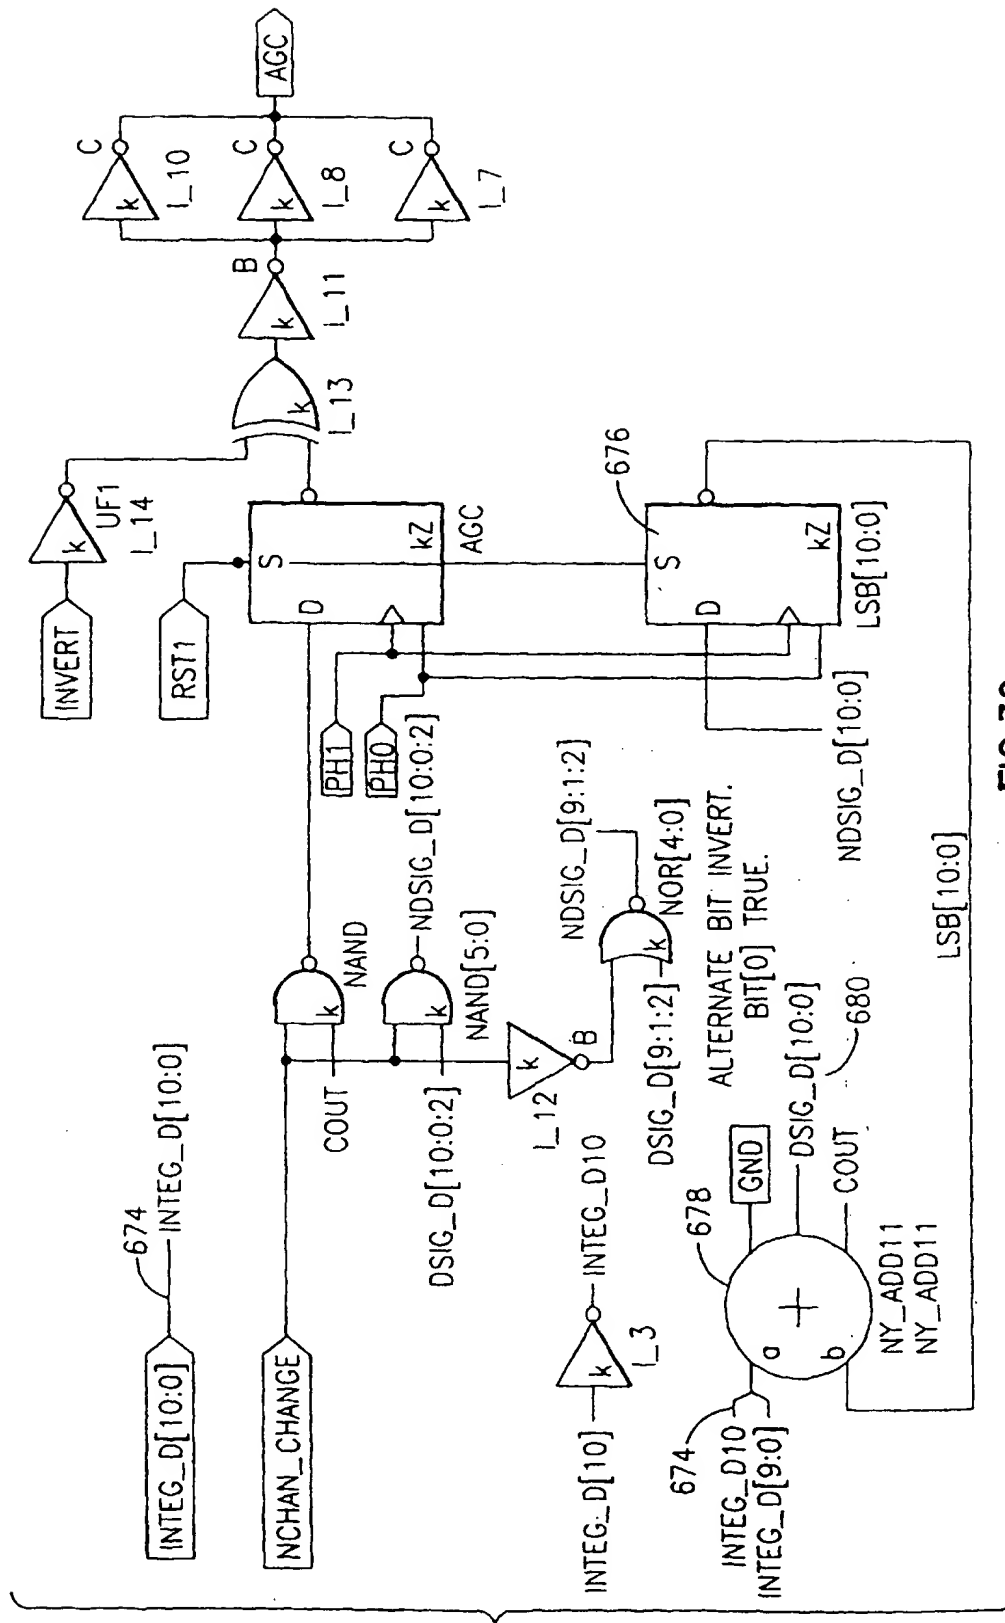 INTEG_D[10:0]
674
INTEG_D[10:0]
NCHAN_CHANGE
COUT
k
NAND
DSIG_D[10:0:2]
k
NDSIG_D[10:0:2]
NAND[5:0]
k
I_12
B
DSIG_D[9:1:2]
k
NDSIG_D[9:1:2]
NOR[4:0]
ALTERNATE BIT INVERT.
BIT[0] TRUE.
INTEG_D[10]
k
I_3
INTEG_D10
674
INTEG_D10
INTEG_D[9:0]
a
b
+
678
GND
DSIG_D[10:0]
680
COUT
NY_ADD11
NY_ADD11
LSB[10:0]
INVERT
k
UF1
I_14
RST1
PH1
PH0
D
S
kZ
AGC
NDSIG_D[10:0]
D
S
kZ
676
LSB[10:0]
k
I_13
k
B
I_11
k
C
I_10
k
C
I_8
k
C
I_7
AGC